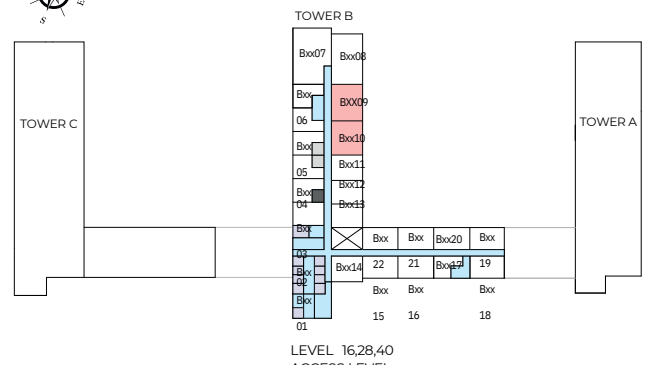 S
E
TOWER B
Bxx07
Bxx08
Bxx
06
BXX09
TOWER C
TOWER A
Bxx10
Bxx
05
Bxx11
Bxx12
Bxx
04
Bxx13
Bxx
03
Bxx
22
Bxx
21
Bxx20
Bxx
19
Bxx
02
Bxx14
Bxx17
Bxx
15
Bxx
16
Bxx
18
Bxx
01
LEVEL 16,28,40
ACCESS LEVEL